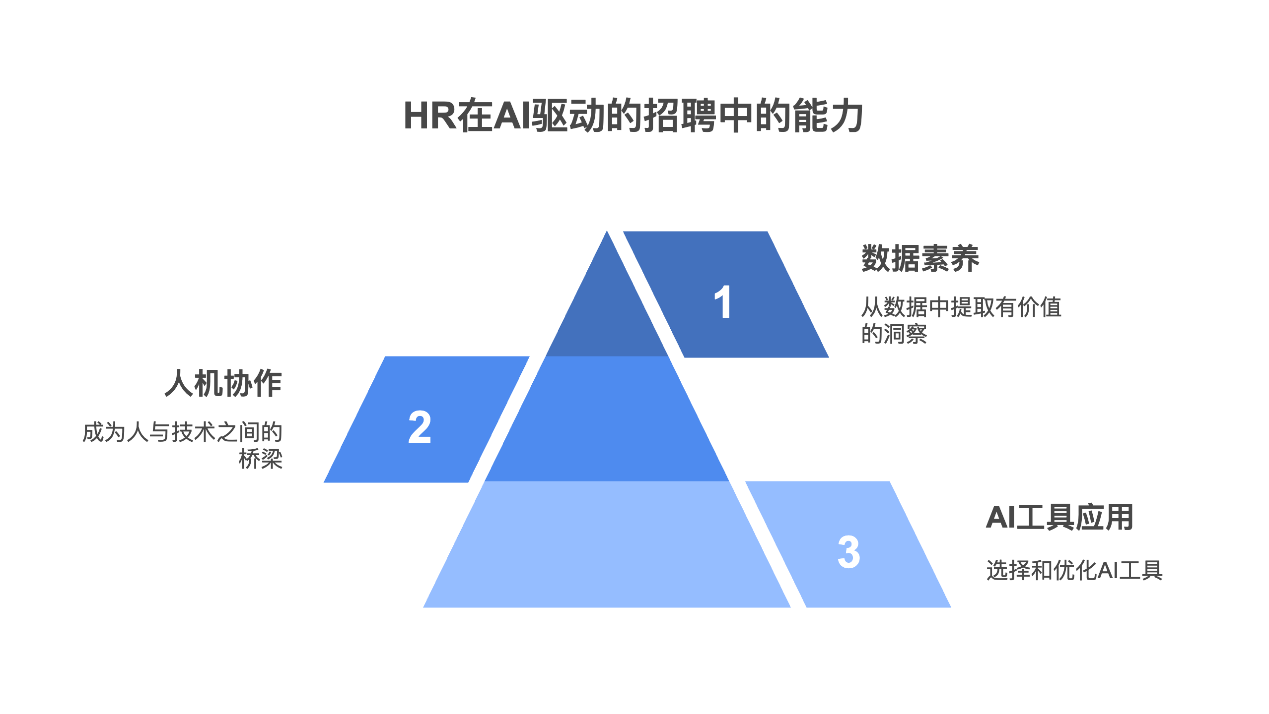 HR在AI驱动的招聘中的能力
1
数据素养
从数据中提取有价值
的洞察
人机协作
成为人与技术之间的
桥梁
2
3
AI工具应用
选择和优化AI工具